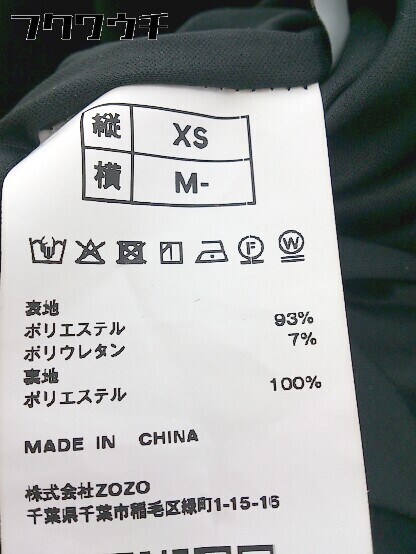 フクワウチ
縦 XS
横 M-
表地
ポリエステル 93%
ポリウレタン 7%
裏地
ポリエステル 100%
MADE IN CHINA
株式会社ZOZO
千葉県千葉市稲毛区緑町1-15-16